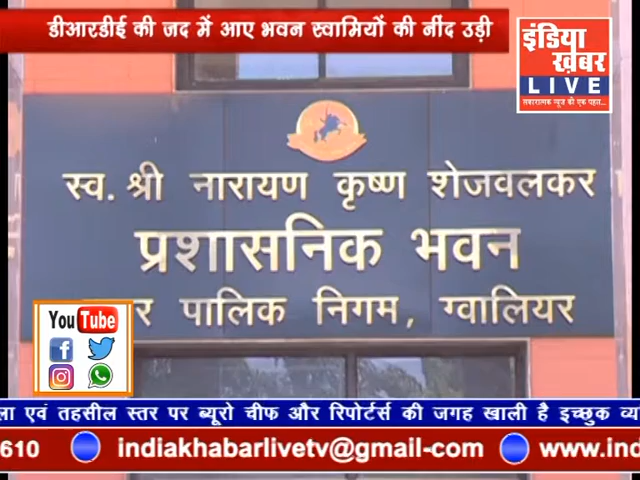 डीआरडीई की जद में आए भवन स्वामियों की नींद उड़ी
इंडिया
ख़बर
LIVE
स्व. श्री नारायण कृष्ण शेजवलकर
प्रशासनिक भवन
र पालिक निगम, ग्वालियर
YouTube
ला एवं तहसील स्तर पर ब्यूरो चीफ और रिपोर्टर्स की जगह खाली है इच्छुक व्य
610 indiakhabarlivetv@gmail-com www.ind